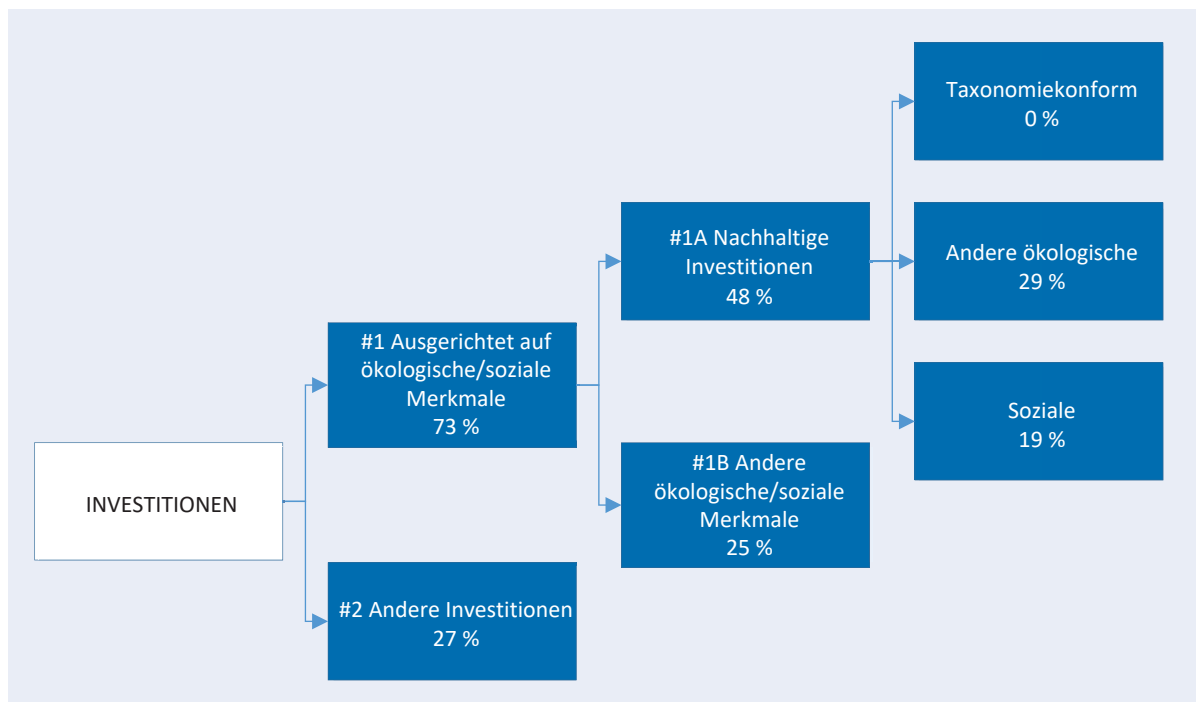 INVESTITIONEN
#1 Ausgerichtet auf
ökologische/soziale
Merkmale
73 %
#2 Andere Investitionen
27 %
#1A Nachhaltige
Investitionen
48 %
#1B Andere
ökologische/soziale
Merkmale
25 %
Taxonomiekonform
0 %
Andere ökologische
29 %
Soziale
19 %